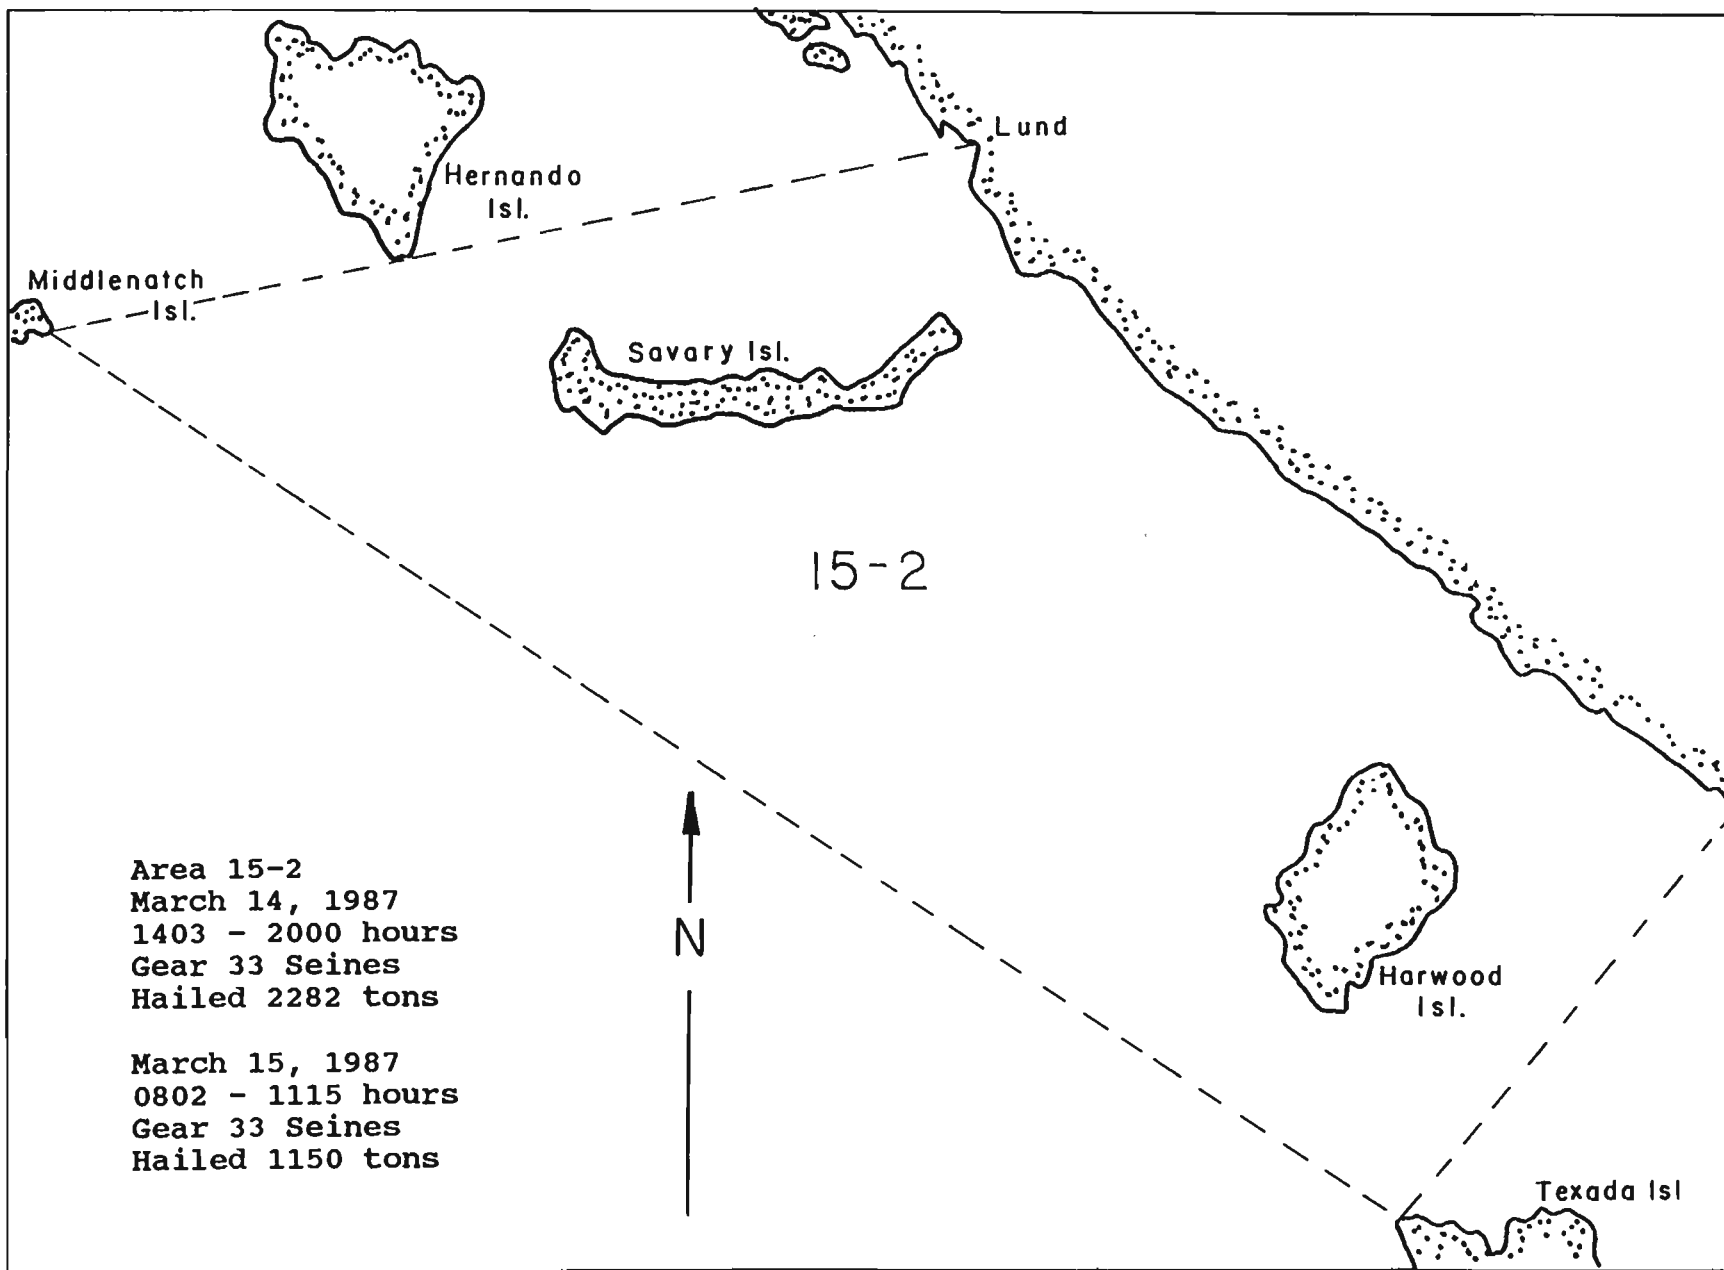 Lund
Hernando
Isl.
Middlenatch
Isl.
Savary Isl.
15-2
Area 15-2
March 14, 1987
1403 - 2000 hours
Gear 33 Seines
Hailed 2282 tons
March 15, 1987
0802 - 1115 hours
Gear 33 Seines
Hailed 1150 tons
N
Harwood
Isl.
Texada Isl